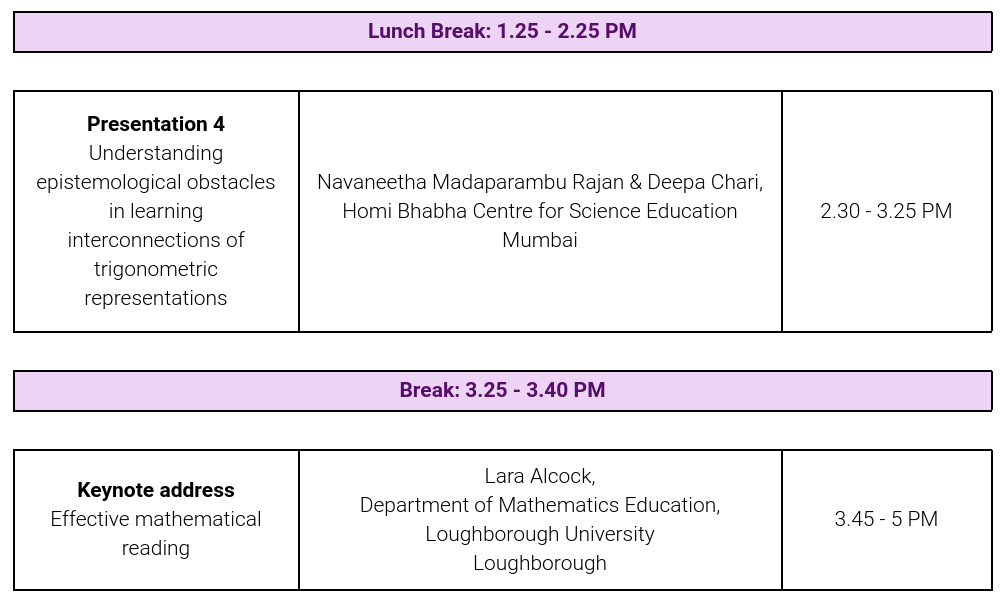 Lunch Break: 1.25 - 2.25 PM
Presentation 4
Understanding
epistemological obstacles
in learning
interconnections of
trigonometric
representations
Navaneetha Madaparambu Rajan & Deepa Chari,
Homi Bhabha Centre for Science Education
Mumbai
2.30 - 3.25 PM
Break: 3.25 - 3.40 PM
Keynote address
Effective mathematical
reading
Lara Alcock,
Department of Mathematics Education,
Loughborough University
Loughborough
3.45 - 5 PM